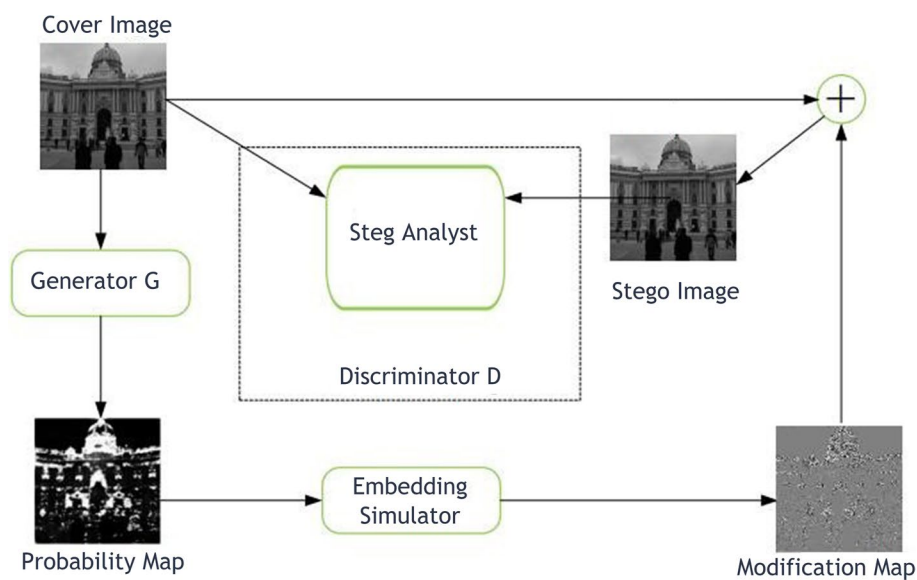 Cover Image
+
Steg Analyst
Generator G
Stego Image
Discriminator D
Embedding
Simulator
Probability Map
Modification Map